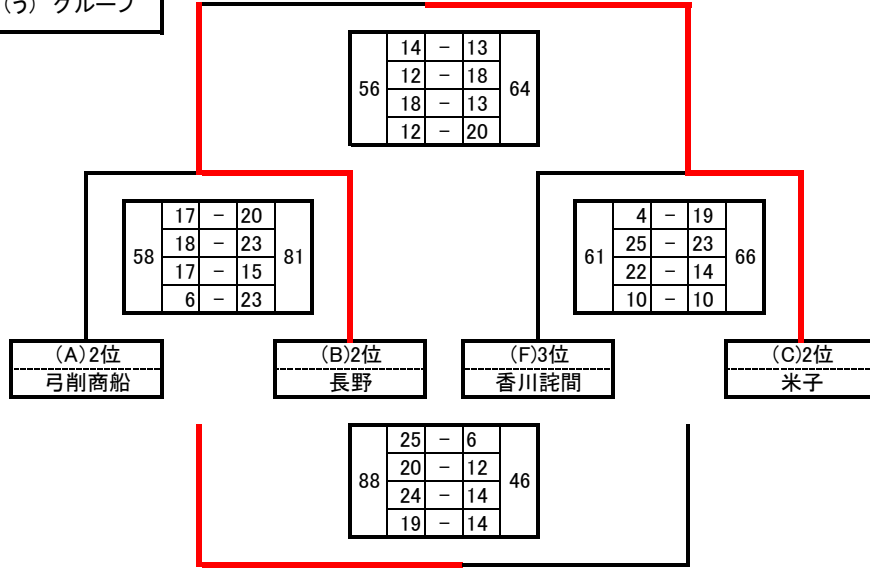 (う) グループ
14 － 13
56 12 － 18 64
18 － 13
12 － 20
17 － 20
58 18 － 23 81
17 － 15
6 － 23
4 － 19
61 25 － 23 66
22 － 14
10 － 10
(A)2位
弓削商船
(B)2位
長野
(F)3位
香川詫間
(C)2位
米子
25 － 6
88 20 － 12 46
24 － 14
19 － 14